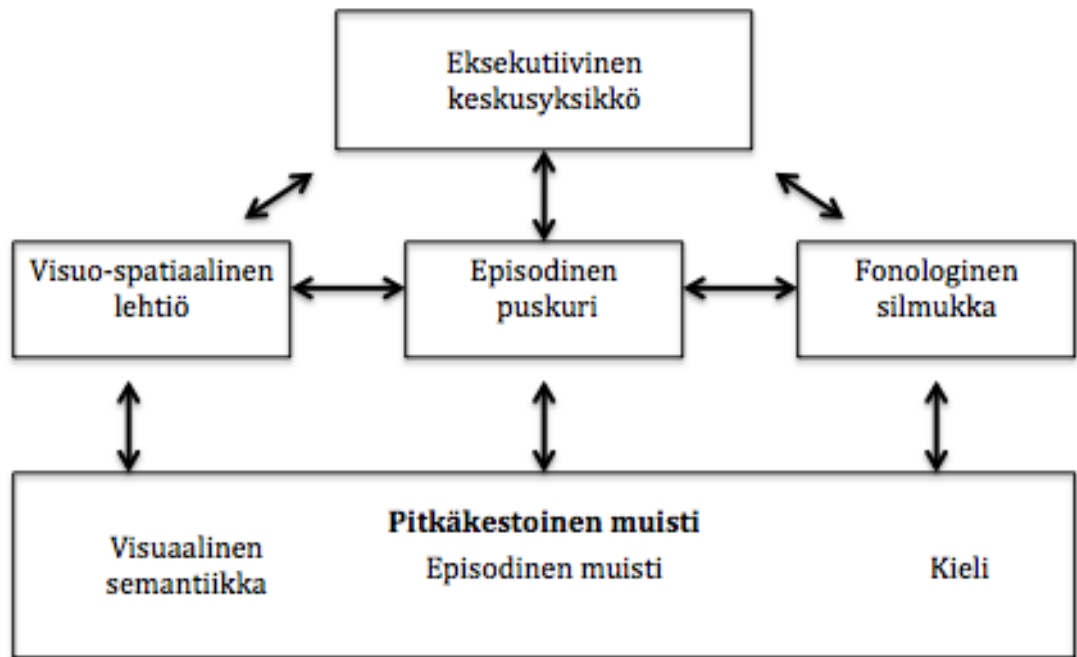 Eksekutiivinen
keskusyksikkö
Visuo-spatiaalinen
lehtiö
Episodinen
puskuri
Fonologinen
silmukka
Pitkäkestoinen muisti
Visuaalinen
semantiikka
Episodinen muisti
Kieli